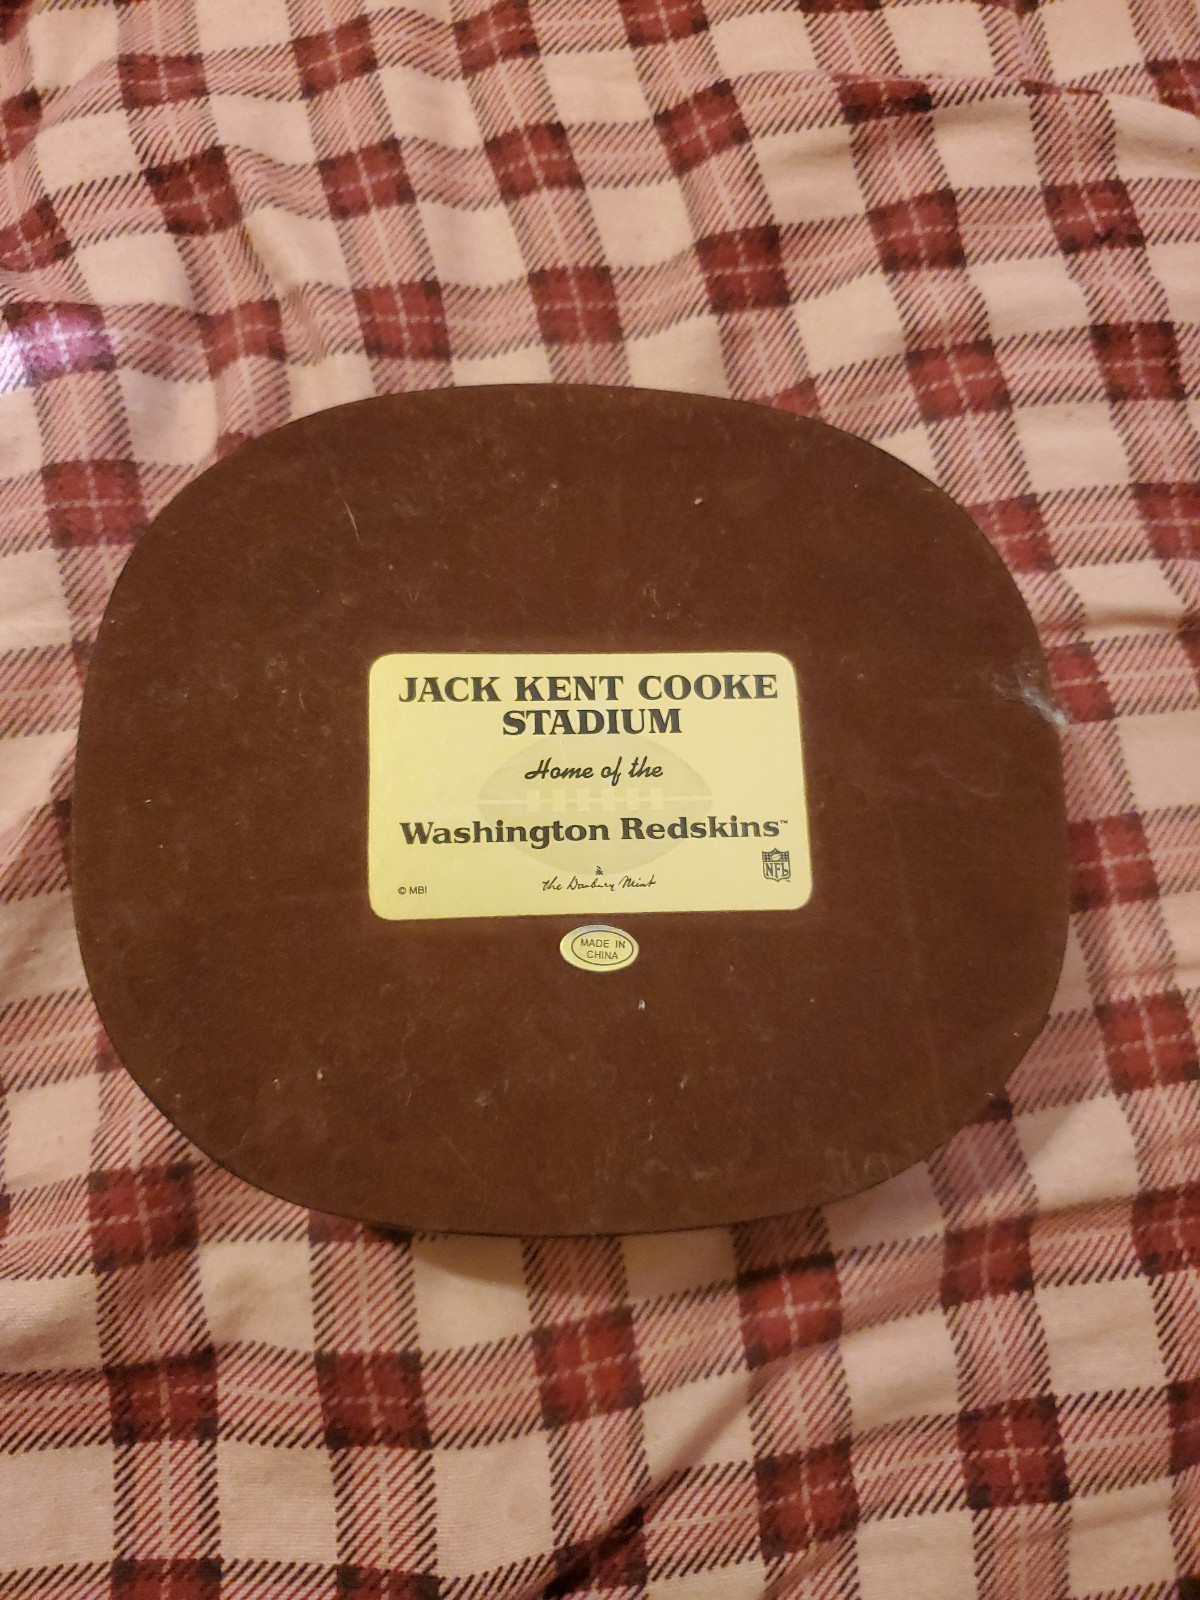 JACK KENT COOKE
STADIUM
Home of the
Washington Redskins™
the Danbury Mint
© MBI
NFL
MADE IN
CHINA